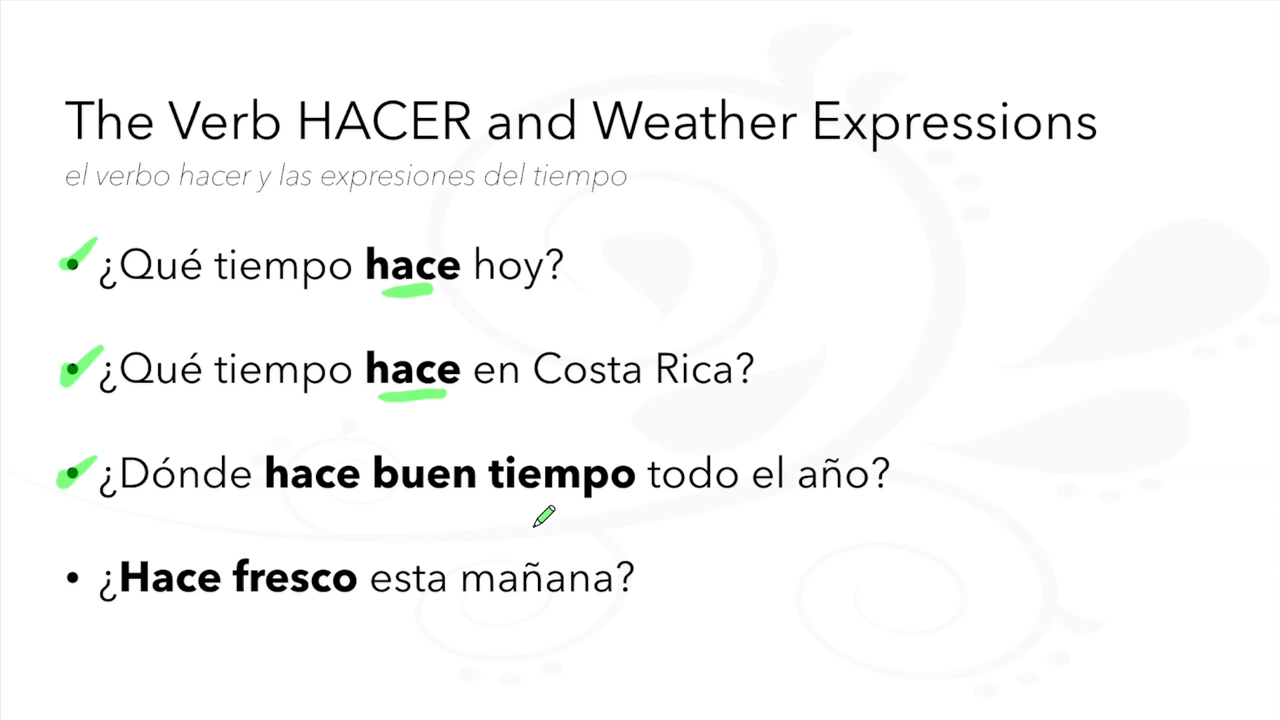 The Verb HACER and Weather Expressions
el verbo hacer y las expresiones del tiempo
• ¿Qué tiempo hace hoy?
• ¿Qué tiempo hace en Costa Rica?
• ¿Dónde hace buen tiempo todo el año?
• ¿Hace fresco esta mañana?